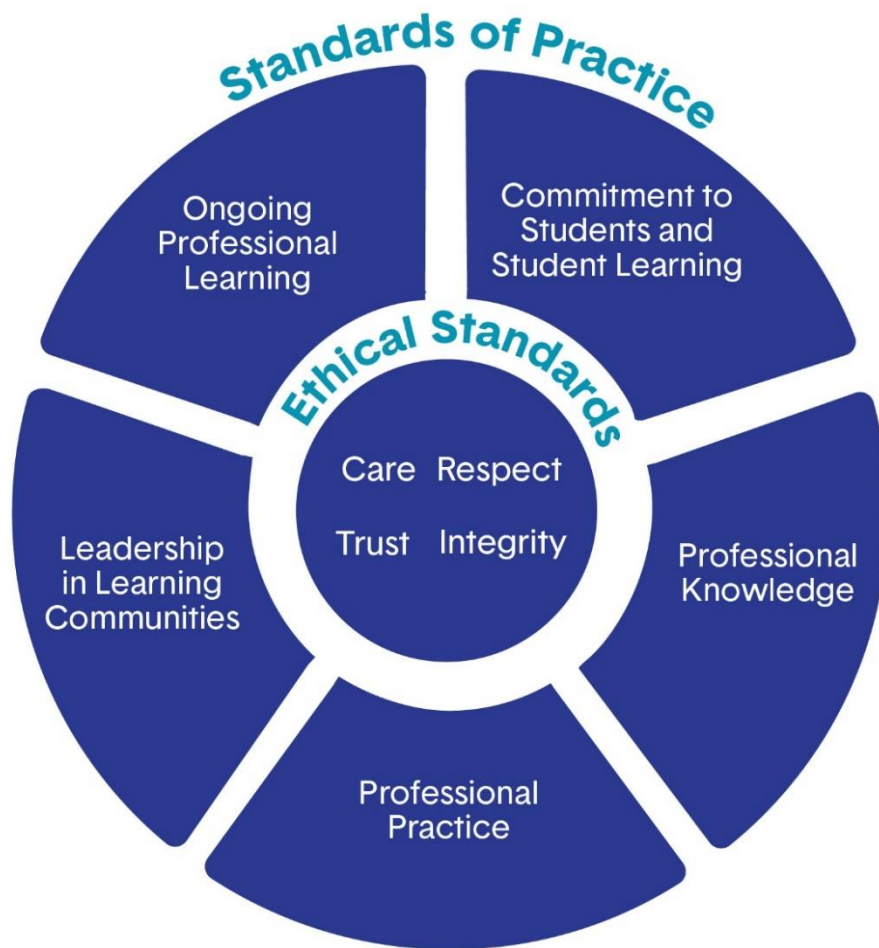 Standards of Practice
Ongoing
Professional
Learning
Commitment to
Students and
Student Learning
Ethical Standards
Care Respect
Trust Integrity
Leadership
in Learning
Communities
Professional
Knowledge
Professional
Practice